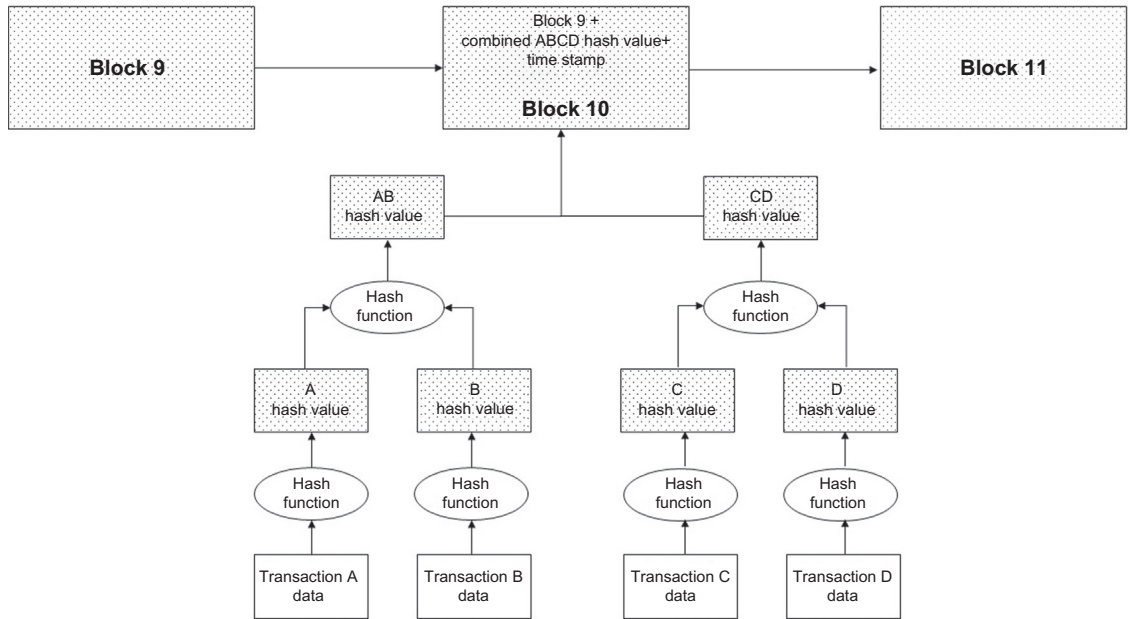 Block 9
Block 9 +
combined ABCD hash value+
time stamp
Block 10
Block 11
AB
hash value
CD
hash value
Hash
function
Hash
function
A
hash value
B
hash value
C
hash value
D
hash value
Hash
function
Hash
function
Hash
function
Hash
function
Transaction A
data
Transaction B
data
Transaction C
data
Transaction D
data